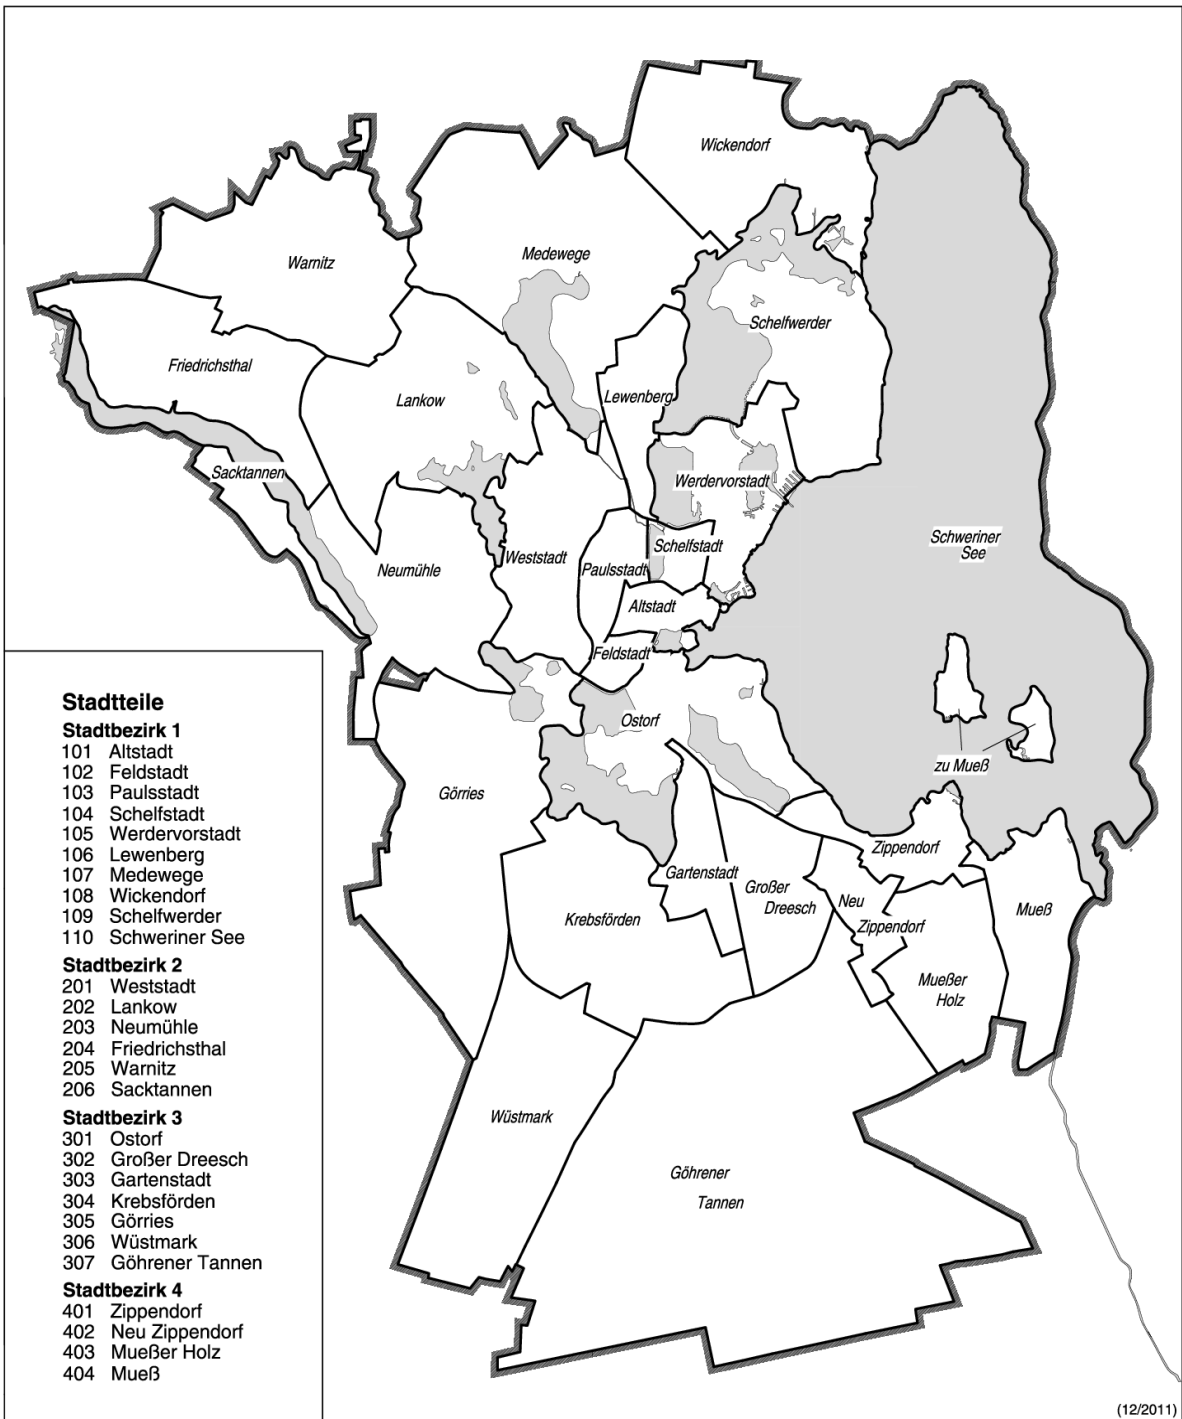 Wickendorf
Medewege
Warnitz
Schelfwerder
Friedrichsthal
Lankow
Lewenberg
Sacktannen
Werdervorstadt
Schweriner
See
Schelfstadt
Weststadt
Neumühle
Paulsstadt
Altstadt
Feldstadt
Ostorf
zu Mueß
Görries
Zippendorf
Gartenstadt
Großer
Dreesch
Neu
Zippendorf
Mueß
Krebsförden
Mueßer
Holz
Wüstmark
Göhrener
Tannen
Stadtteile
Stadtbezirk 1
101 Altstadt
102 Feldstadt
103 Paulsstadt
104 Schelfstadt
105 Werdervorstadt
106 Lewenberg
107 Medewege
108 Wickendorf
109 Schelfwerder
110 Schweriner See
Stadtbezirk 2
201 Weststadt
202 Lankow
203 Neumühle
204 Friedrichsthal
205 Warnitz
206 Sacktannen
Stadtbezirk 3
301 Ostorf
302 Großer Dreesch
303 Gartenstadt
304 Krebsförden
305 Görries
306 Wüstmark
307 Göhrener Tannen
Stadtbezirk 4
401 Zippendorf
402 Neu Zippendorf
403 Mueßer Holz
404 Mueß
(12/2011)